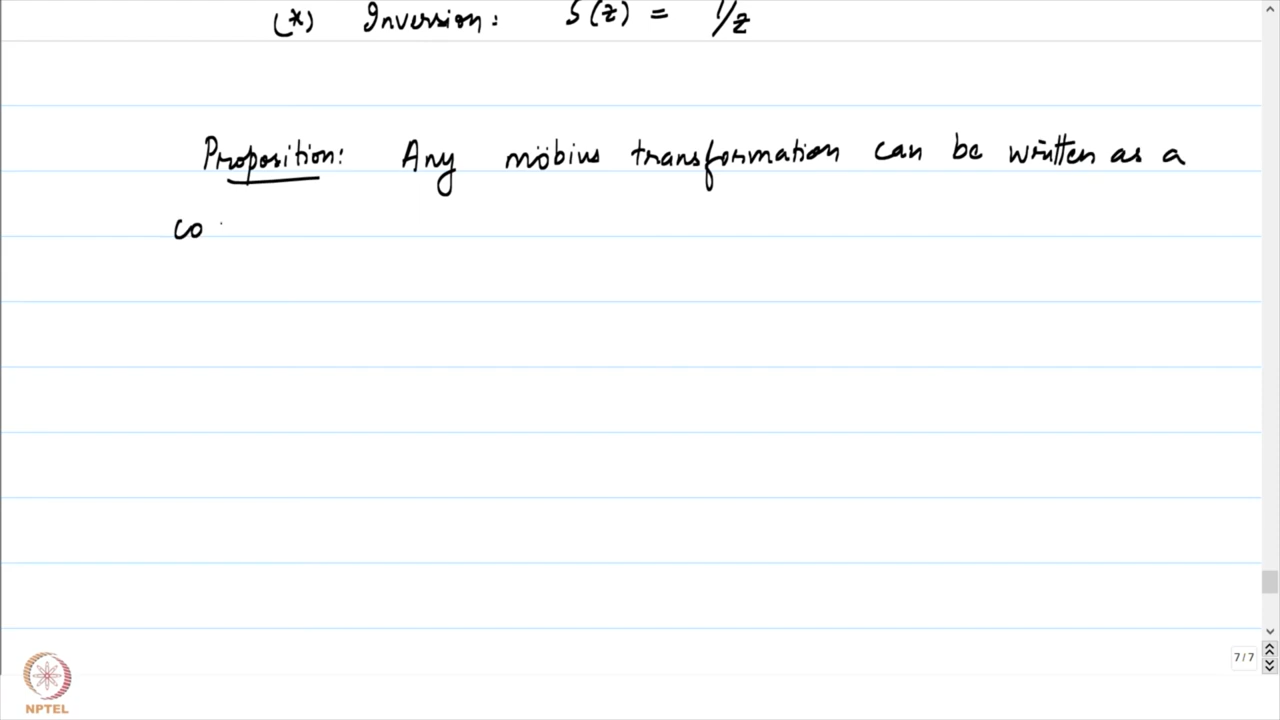 (*) Inversion: S(z) = 1/z
Proposition: Any möbius transformation can be written as a
co
7/7
NPTEL